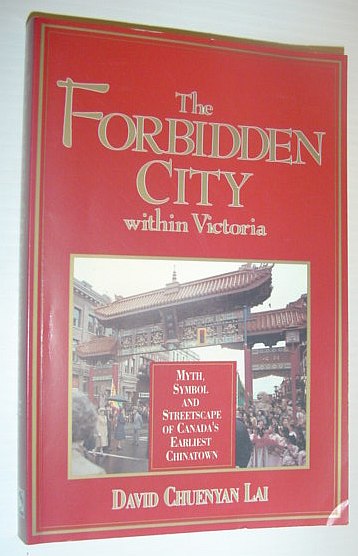 The
FORBIDDEN
CITY
within Victoria
MYTH,
SYMBOL
AND
STREETSCAPE
OF CANADA'S
EARLIEST
CHINATOWN
DAVID CHUENYAN LAI